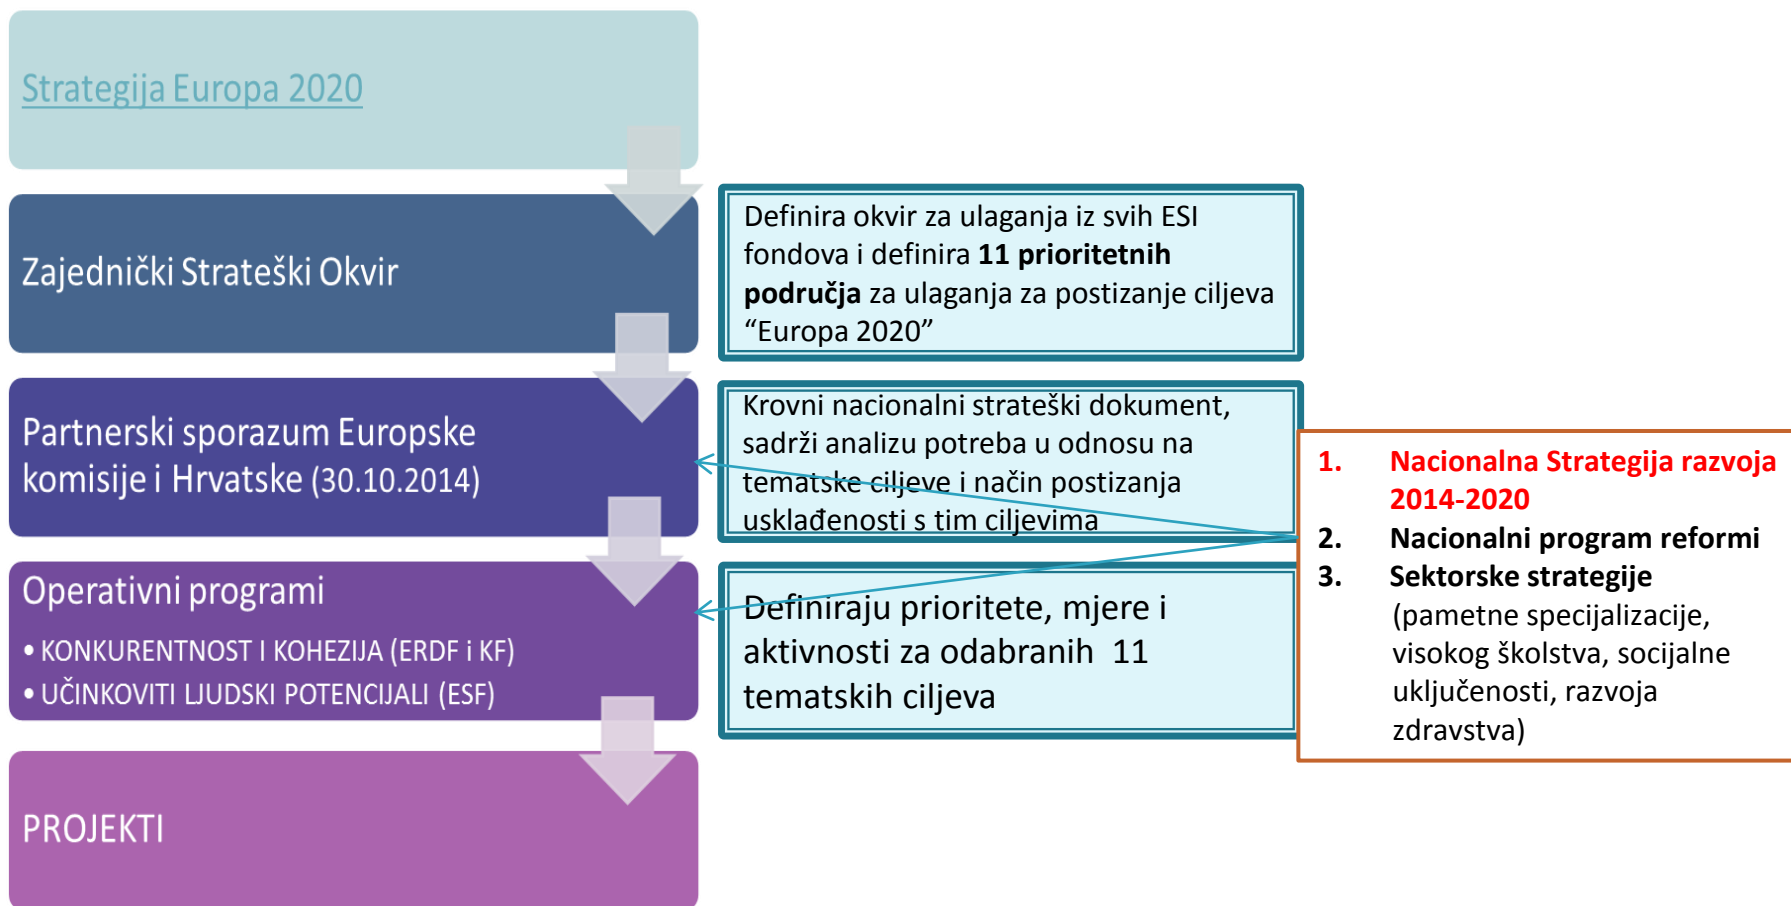 Strategija Europa 2020
Zajednički Strateški Okvir
Definira okvir za ulaganja iz svih ESI
fondova i definira 11 prioritetnih
područja za ulaganja za postizanje ciljeva
“Europa 2020”
Partnerski sporazum Europske
komisije i Hrvatske (30.10.2014)
Krovni nacionalni strateški dokument,
sadrži analizu potreba u odnosu na
tematske ciljeve i način postizanja
usklađenosti s tim ciljevima
Operativni programi
• KONKURENTNOST I KOHEZIJA (ERDF i KF)
• UČINKOVITI LJUDSKI POTENCIJALI (ESF)
Definiraju prioritete, mjere i
aktivnosti za odabranih 11
tematskih ciljeva
1. Nacionalna Strategija razvoja
2014-2020
2. Nacionalni program reformi
3. Sektorske strategije
(pametne specijalizacije,
visokog školstva, socijalne
uključenosti, razvoja
zdravstva)
PROJEKTI